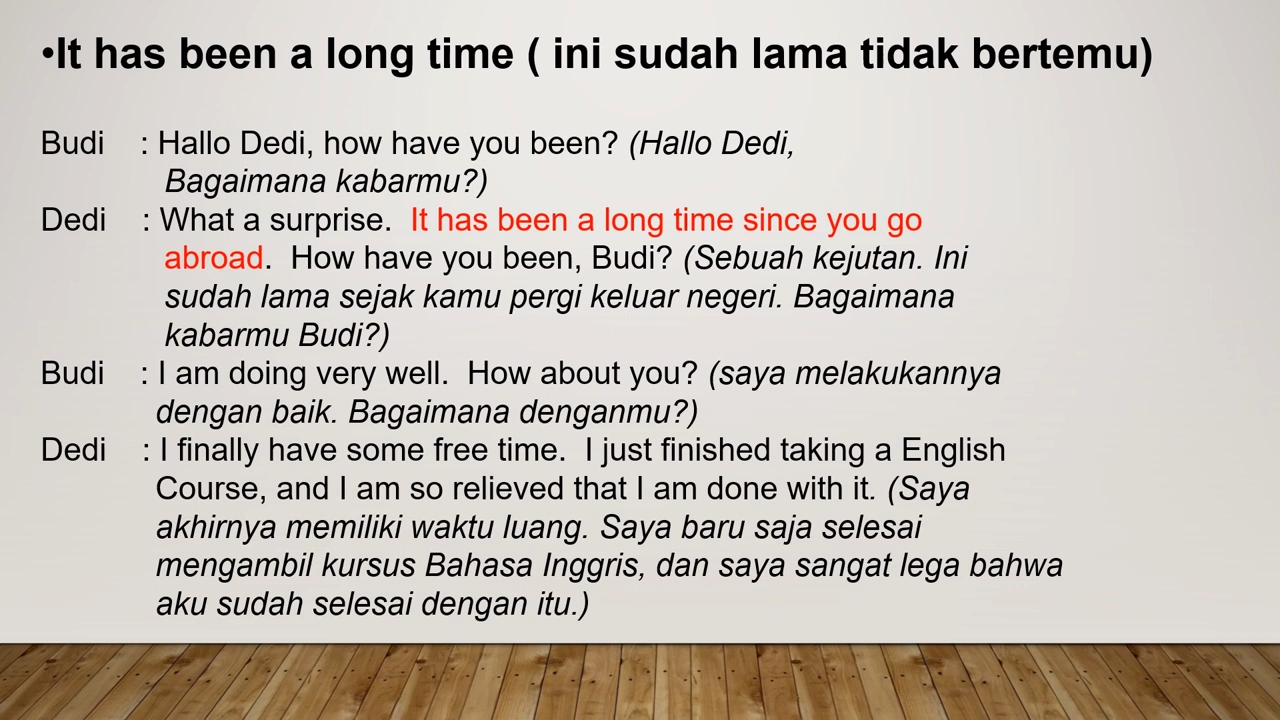 •It has been a long time ( ini sudah lama tidak bertemu)
Budi : Hallo Dedi, how have you been? (Hallo Dedi,
Bagaimana kabarmu?)
Dedi : What a surprise. It has been a long time since you go
abroad. How have you been, Budi? (Sebuah kejutan. Ini
sudah lama sejak kamu pergi keluar negeri. Bagaimana
kabarmu Budi?)
Budi : I am doing very well. How about you? (saya melakukannya
dengan baik. Bagaimana denganmu?)
Dedi : I finally have some free time. I just finished taking a English
Course, and I am so relieved that I am done with it. (Saya
akhirnya memiliki waktu luang. Saya baru saja selesai
mengambil kursus Bahasa Inggris, dan saya sangat lega bahwa
aku sudah selesai dengan itu.)